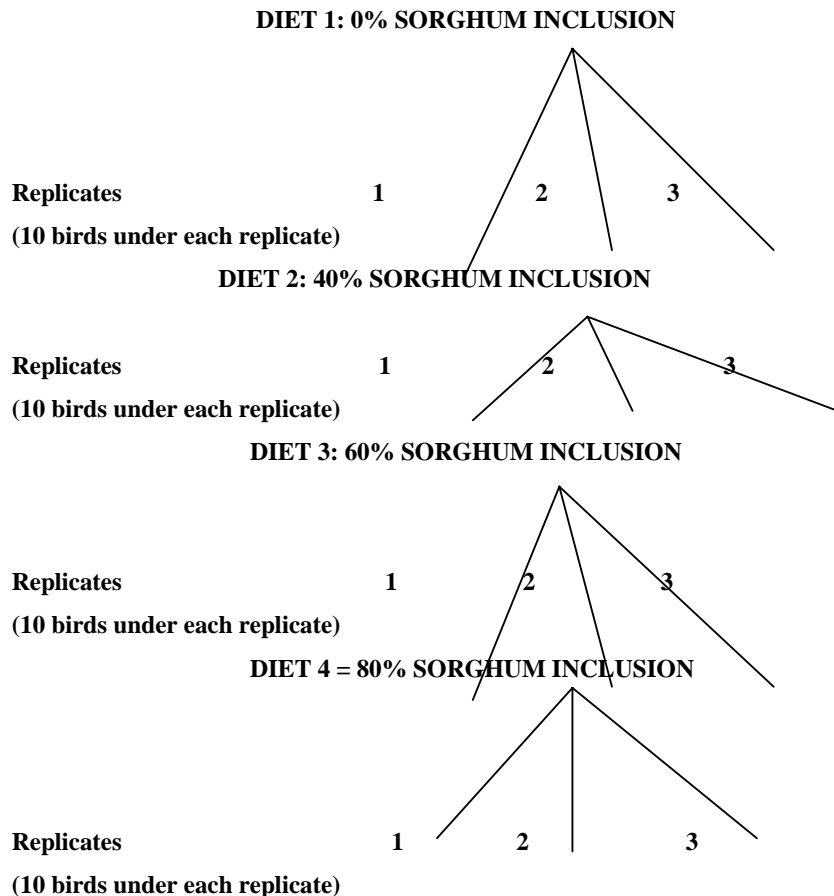 DIET 1: 0% SORGHUM INCLUSION
Replicates 1 2 3
(10 birds under each replicate)
DIET 2: 40% SORGHUM INCLUSION
Replicates 1 2 3
(10 birds under each replicate)
DIET 3: 60% SORGHUM INCLUSION
Replicates 1 2 3
(10 birds under each replicate)
DIET 4 = 80% SORGHUM INCLUSION
Replicates 1 2 3
(10 birds under each replicate)